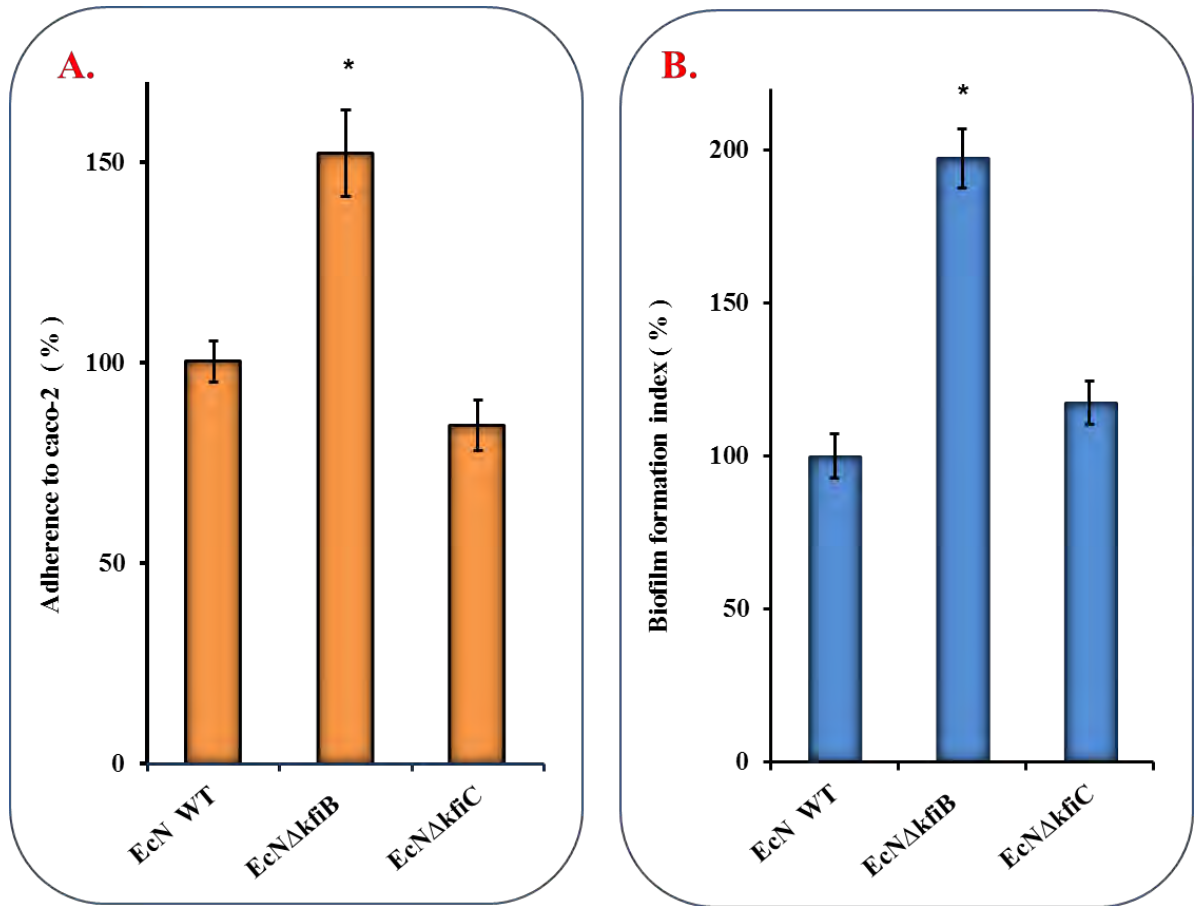 A.
*
Adherence to caco-2 ( % )
150
100
50
0
EcN WT
EcNΔkfiB
EcNΔkfiC
B.
*
Biofilm formation index ( % )
200
150
100
50
0
EcN WT
EcNΔkfiB
EcNΔkfiC